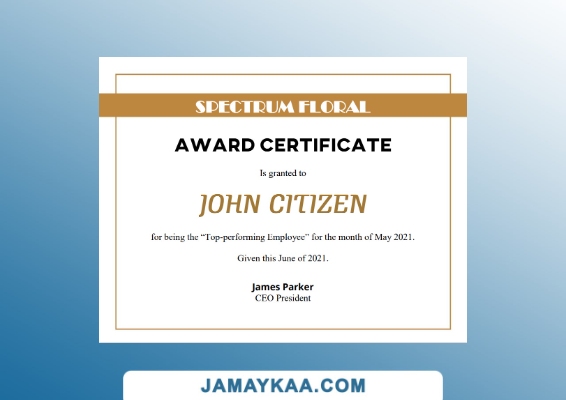 SPECTRUM FLORAL
AWARD CERTIFICATE
Is granted to
JOHN CITIZEN
for being the “Top-performing Employee” for the month of May 2021.
Given this June of 2021.
James Parker
CEO President
JAMAYKAA.COM